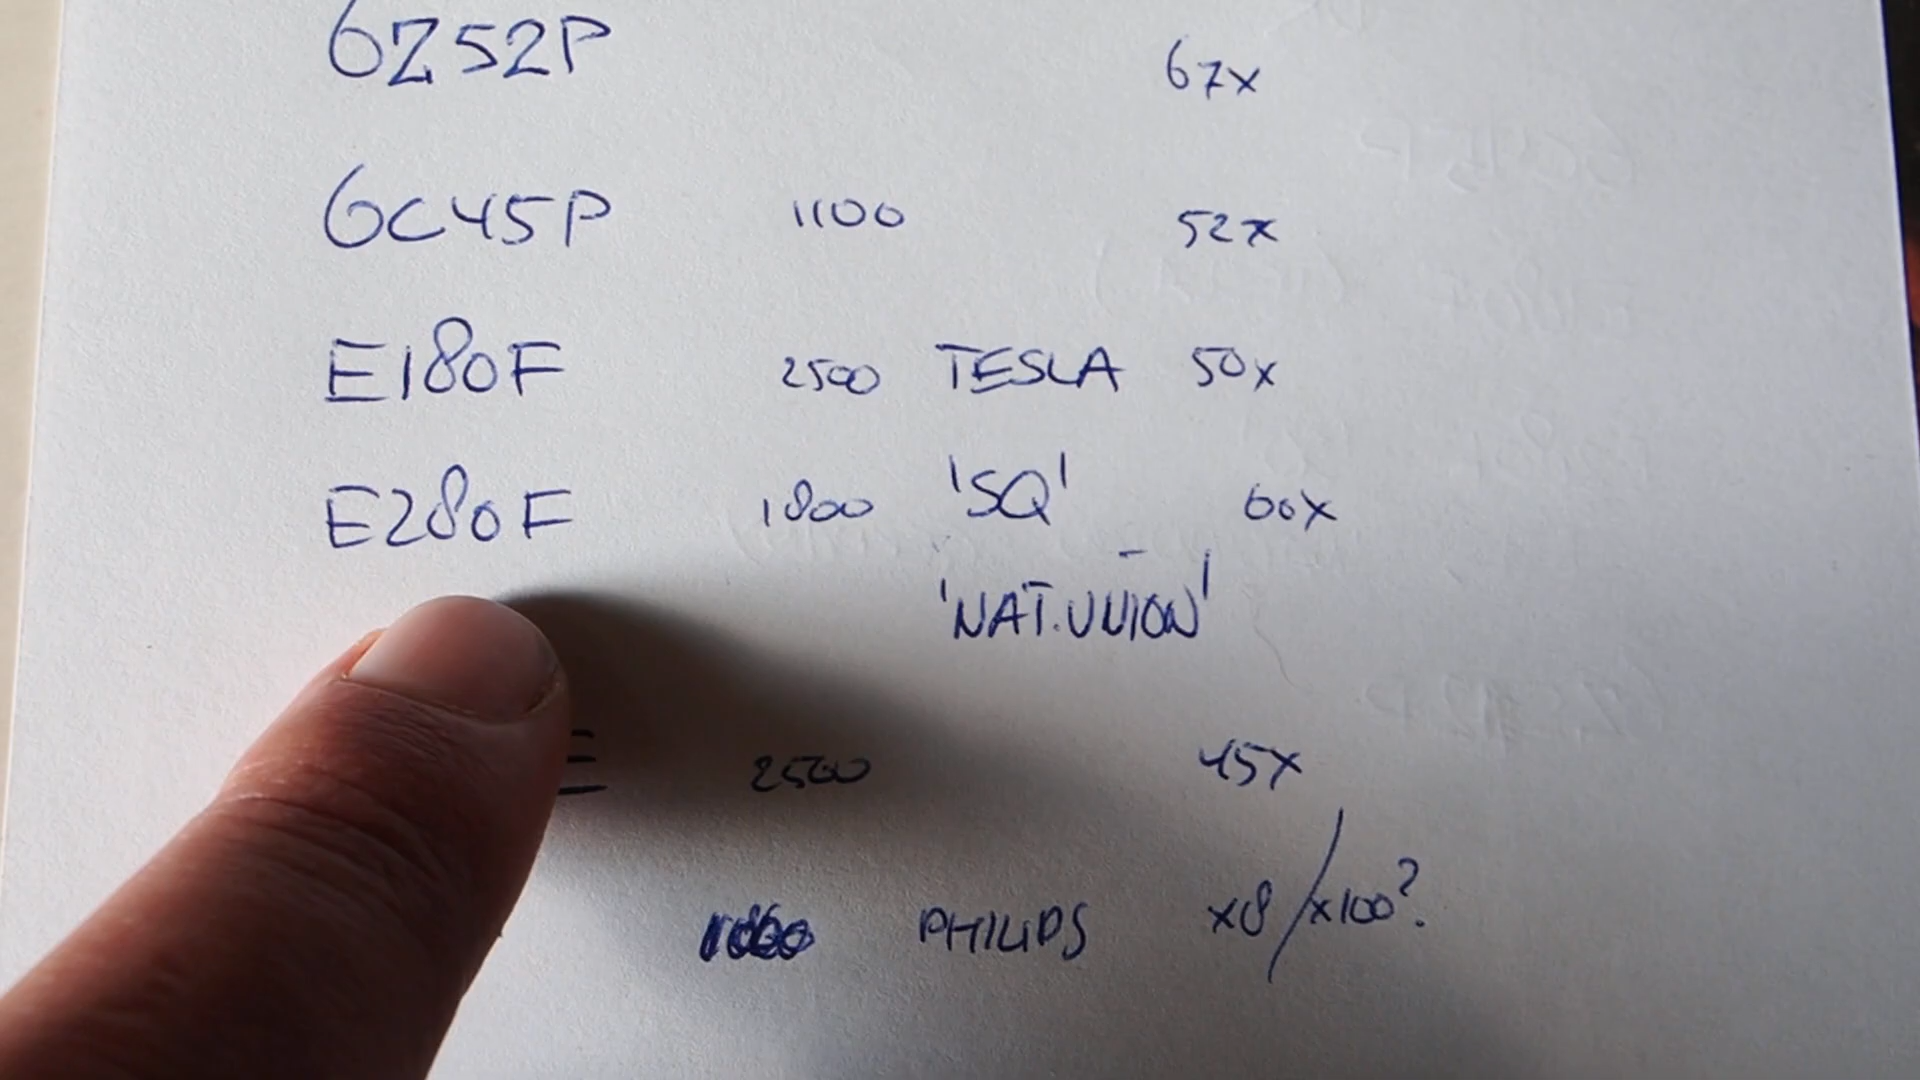 6Z52P 67x
6C45P 1100 52x
E180F 2500 TESLA 50x
E280F 1800 'SQ' 60x
'NAT.UNION'
2500 45x
PHILIPS x8/x100?